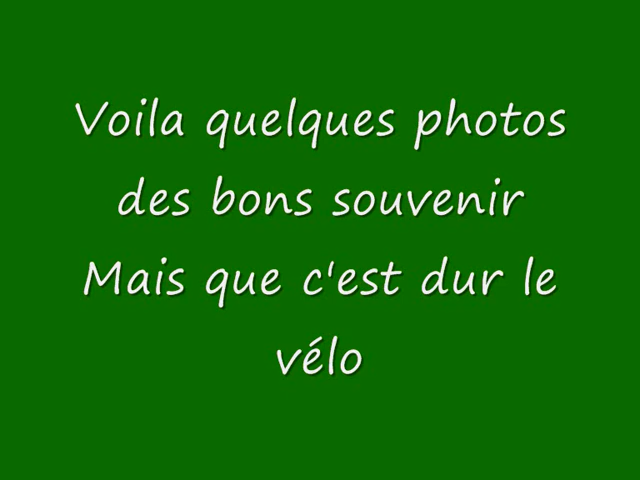 Voila quelques photos
des bons souvenir
Mais que c'est dur le
vélo